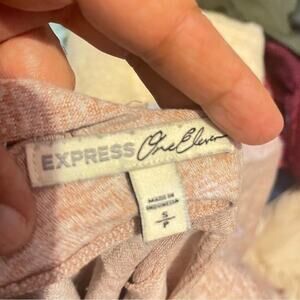 EXPRESS One Eleven
MADE IN
INDONESIA
S
P